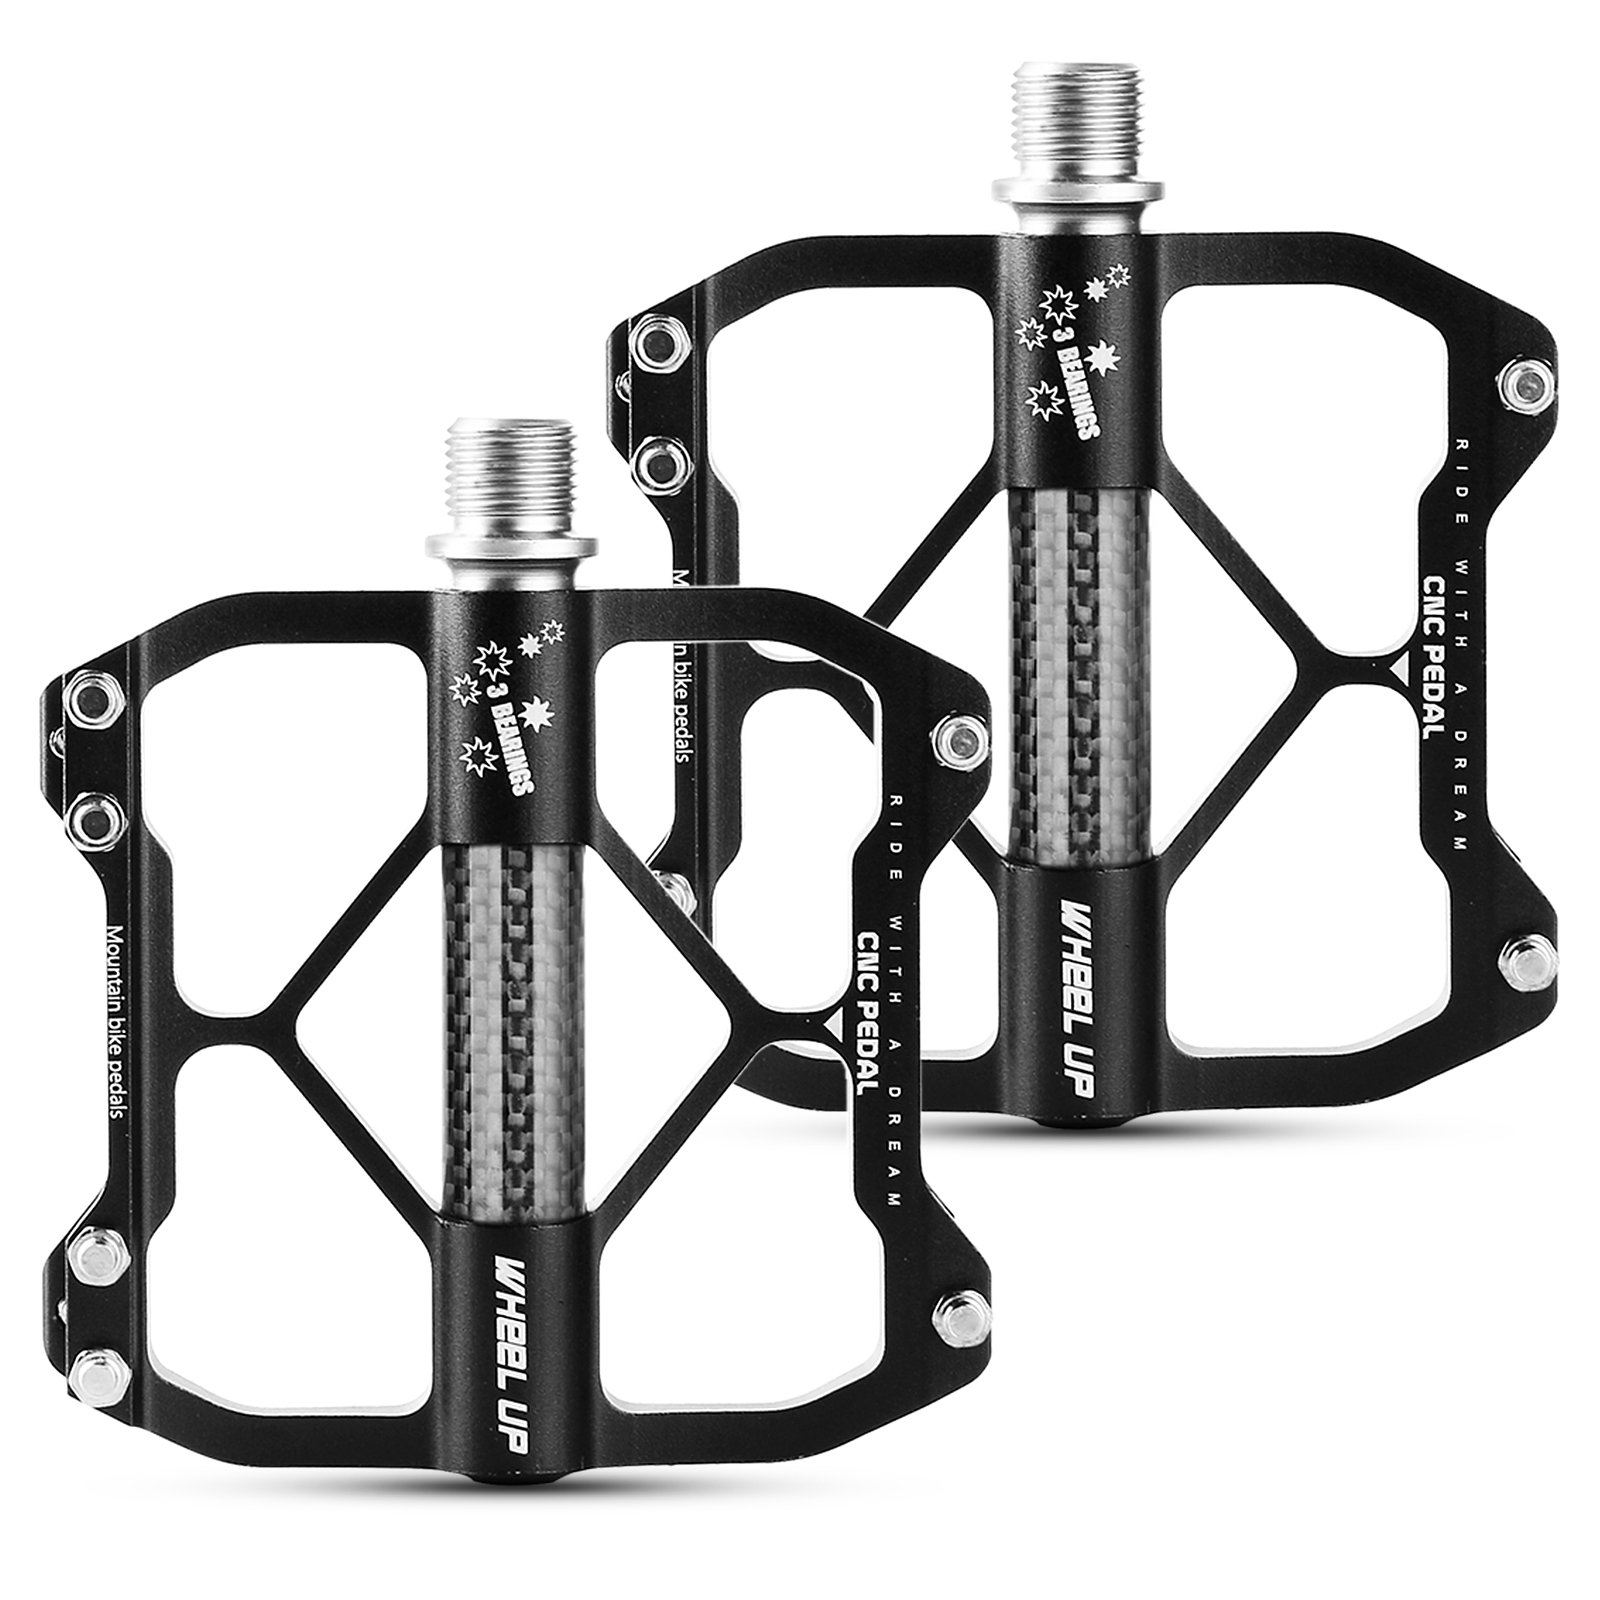 3 BEARINGS
RIDE WITH A DREAM
CNC PEDAL
WHEEL UP
bike pedals
3 BEARINGS
RIDE WITH A DREAM
CNC PEDAL
Mountain bike pedals
WHEEL UP